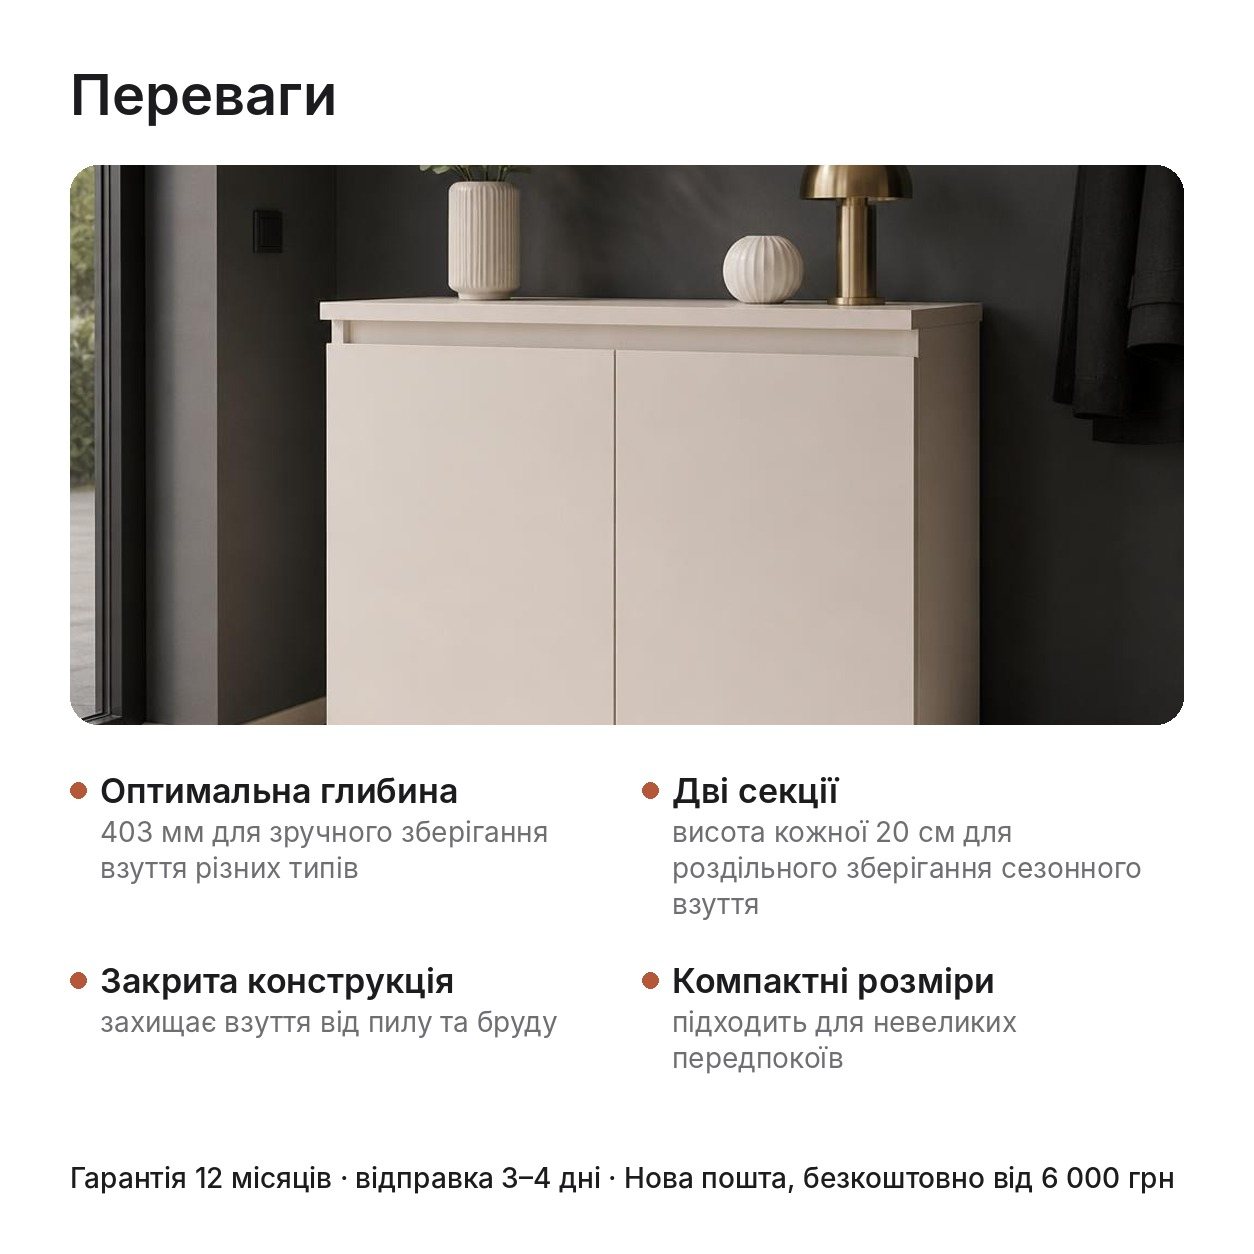 Переваги
Оптимальна глибина
403 мм для зручного зберігання
взуття різних типів
Дві секції
висота кожної 20 см для
роздільного зберігання сезонного
взуття
Закрита конструкція
захищає взуття від пилу та бруду
Компактні розміри
підходить для невеликих
передпокоїв
Гарантія 12 місяців · відправка 3–4 дні · Нова пошта, безкоштовно від 6 000 грн